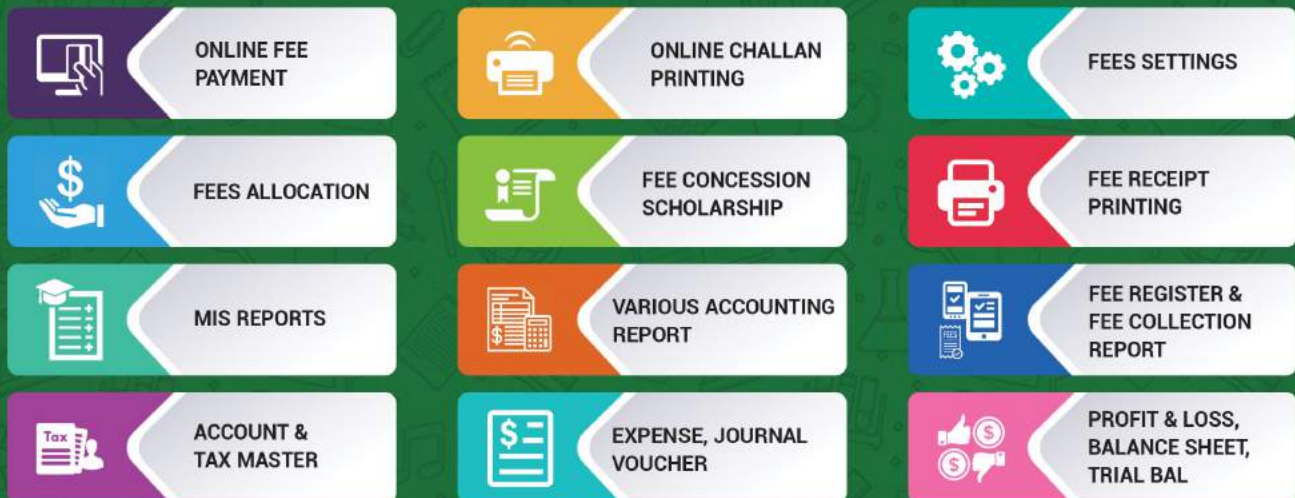 ONLINE FEE
PAYMENT
ONLINE CHALLAN
PRINTING
FEES SETTINGS
$
FEES ALLOCATION
FEE CONCESSION
SCHOLARSHIP
FEE RECEIPT
PRINTING
MIS REPORTS
$
VARIOUS ACCOUNTING
REPORT
FEES
FEE REGISTER &
FEE COLLECTION
REPORT
Tax
ACCOUNT &
TAX MASTER
$
EXPENSE, JOURNAL
VOUCHER
$
$
PROFIT & LOSS,
BALANCE SHEET,
TRIAL BAL